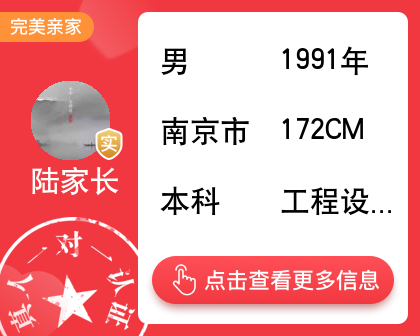 完美亲家
男 1991年
南京市 172CM
实
陆家长
本科 工程设...
一对一认证
真人
点击查看更多信息